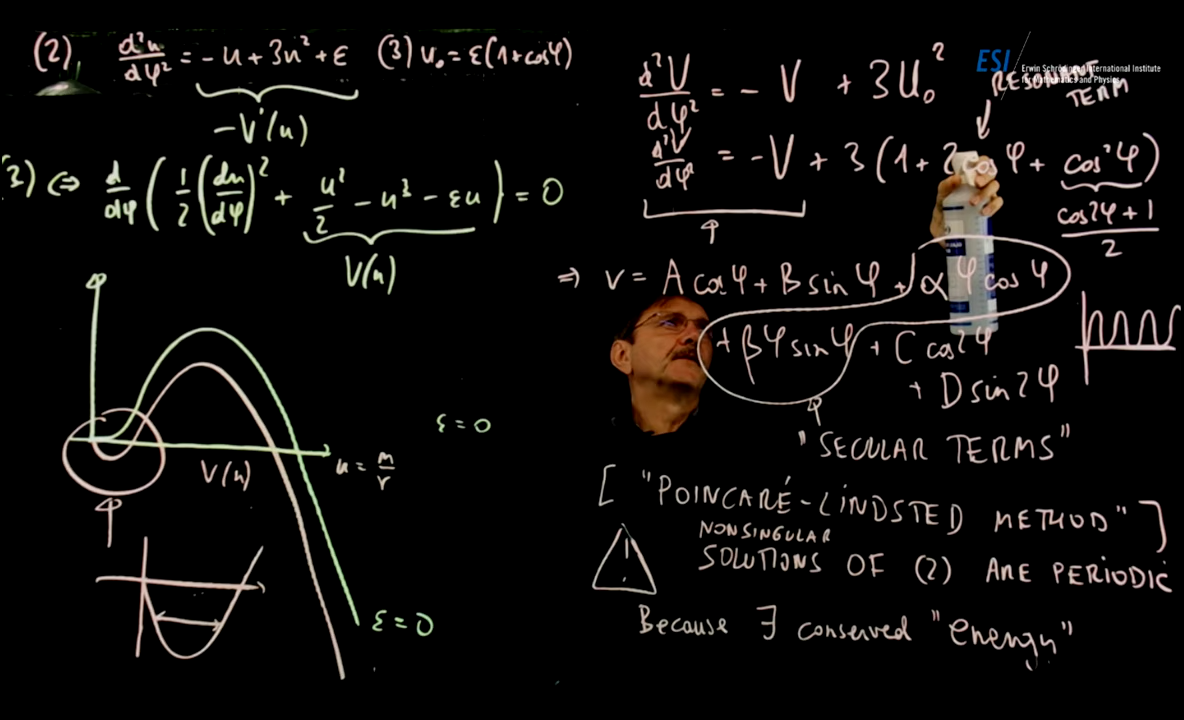 (2) d²u/dφ² = -u + 3u² + ε (3) u₀ = ε(1+cosφ)
-V'(u)
2) ⇔ d/dφ (1/2 (du/dφ)² + u²/2 - u³ - εu) = 0
V(u)
V(u)
u = m/r
ε = 0
ε = 0
ESI Erwin Schrödinger International Institute
for Mathematics and Physics
RESONANT
TERM
d²V/dφ² = - V + 3U₀²
d²V/dφ² = -V + 3 (1 + 2cosφ + cos²φ)
cos2φ+1/2
⇒ v = A cosφ + B sinφ + αφcosφ
+ βφsinφ + C cos2φ
+ D sin2φ
"SECULAR TERMS"
[ "POINCARÉ-LINDSTED METHOD" ]
NONSINGULAR
! SOLUTIONS OF (2) ARE PERIODIC
Because ∃ conserved "energy"